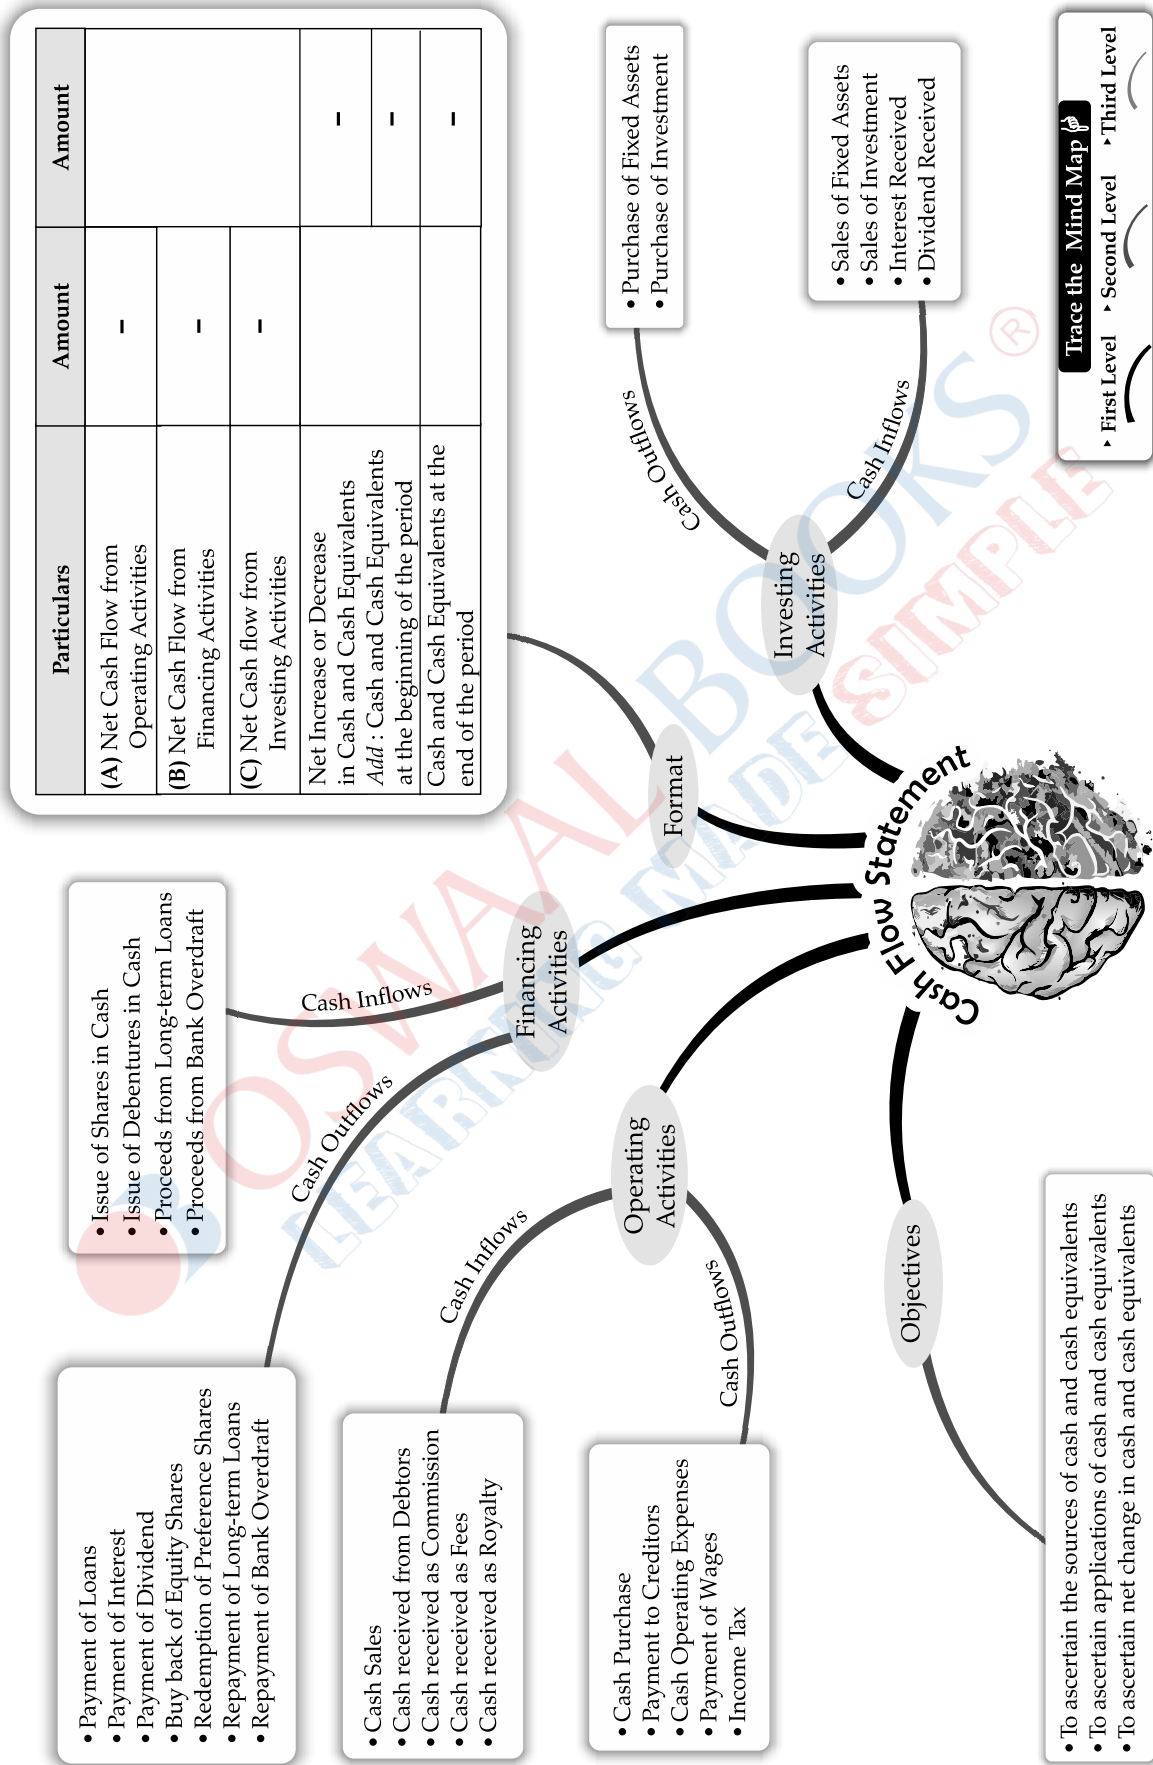 Particulars
Amount
Amount
(A) Net Cash Flow from
Operating Activities
–
(B) Net Cash Flow from
Financing Activities
–
(C) Net Cash flow from
Investing Activities
–
Net Increase or Decrease
in Cash and Cash Equivalents
–
Add : Cash and Cash Equivalents
at the beginning of the period
–
Cash and Cash Equivalents at the
end of the period
–
• Issue of Shares in Cash
• Issue of Debentures in Cash
• Proceeds from Long-term Loans
• Proceeds from Bank Overdraft
Cash Inflows
• Payment of Loans
• Payment of Interest
• Payment of Dividend
• Buy back of Equity Shares
• Redemption of Preference Shares
• Repayment of Long-term Loans
• Repayment of Bank Overdraft
Cash Outflows
Financing
Activities
Format
• Cash Sales
• Cash received from Debtors
• Cash received as Commission
• Cash received as Fees
• Cash received as Royalty
Cash Inflows
• Cash Purchase
• Payment to Creditors
• Cash Operating Expenses
• Payment of Wages
• Income Tax
Cash Outflows
Operating
Activities
• Purchase of Fixed Assets
• Purchase of Investment
Cash Outflows
• Sales of Fixed Assets
• Sales of Investment
• Interest Received
• Dividend Received
Cash Inflows
Investing
Activities
Cash Flow Statement
Objectives
• To ascertain the sources of cash and cash equivalents
• To ascertain applications of cash and cash equivalents
• To ascertain net change in cash and cash equivalents
Trace the Mind Map
First Level
Second Level
Third Level
OSWAAL BOOKS ®
LEARNING MADE SIMPLE